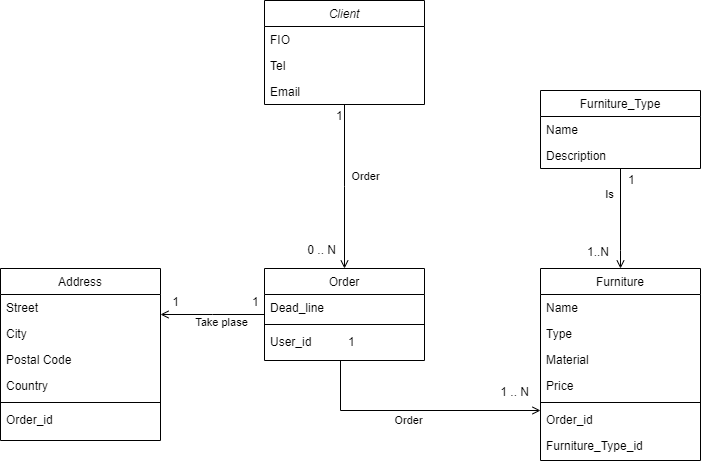 Client
FIO
Tel
Email
1
Order
0 .. N
Furniture_Type
Name
Description
1
Is
1..N
Address
Street
City
Postal Code
Country
Order_id
1
1
Take plase
Order
Dead_line
User_id
1
Order
1 .. N
Furniture
Name
Type
Material
Price
Order_id
Furniture_Type_id